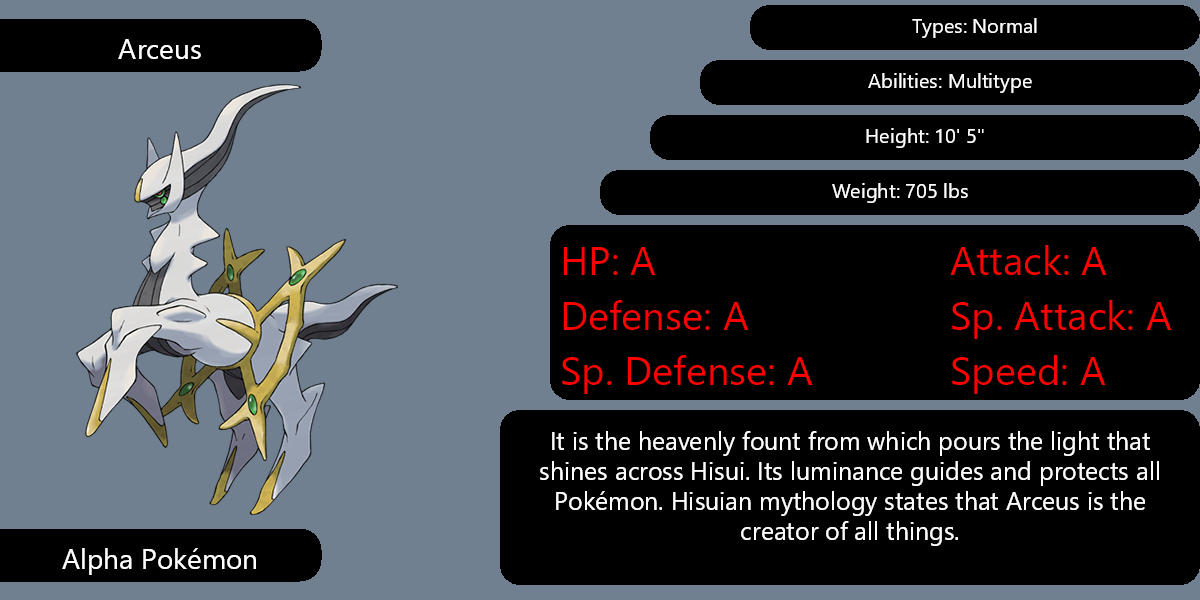 Arceus
Types: Normal
Abilities: Multitype
Height: 10' 5"
Weight: 705 lbs
HP: A
Attack: A
Defense: A
Sp. Attack: A
Sp. Defense: A
Speed: A
It is the heavenly fount from which pours the light that
shines across Hisui. Its luminance guides and protects all
Pokémon. Hisuian mythology states that Arceus is the
creator of all things.
Alpha Pokémon